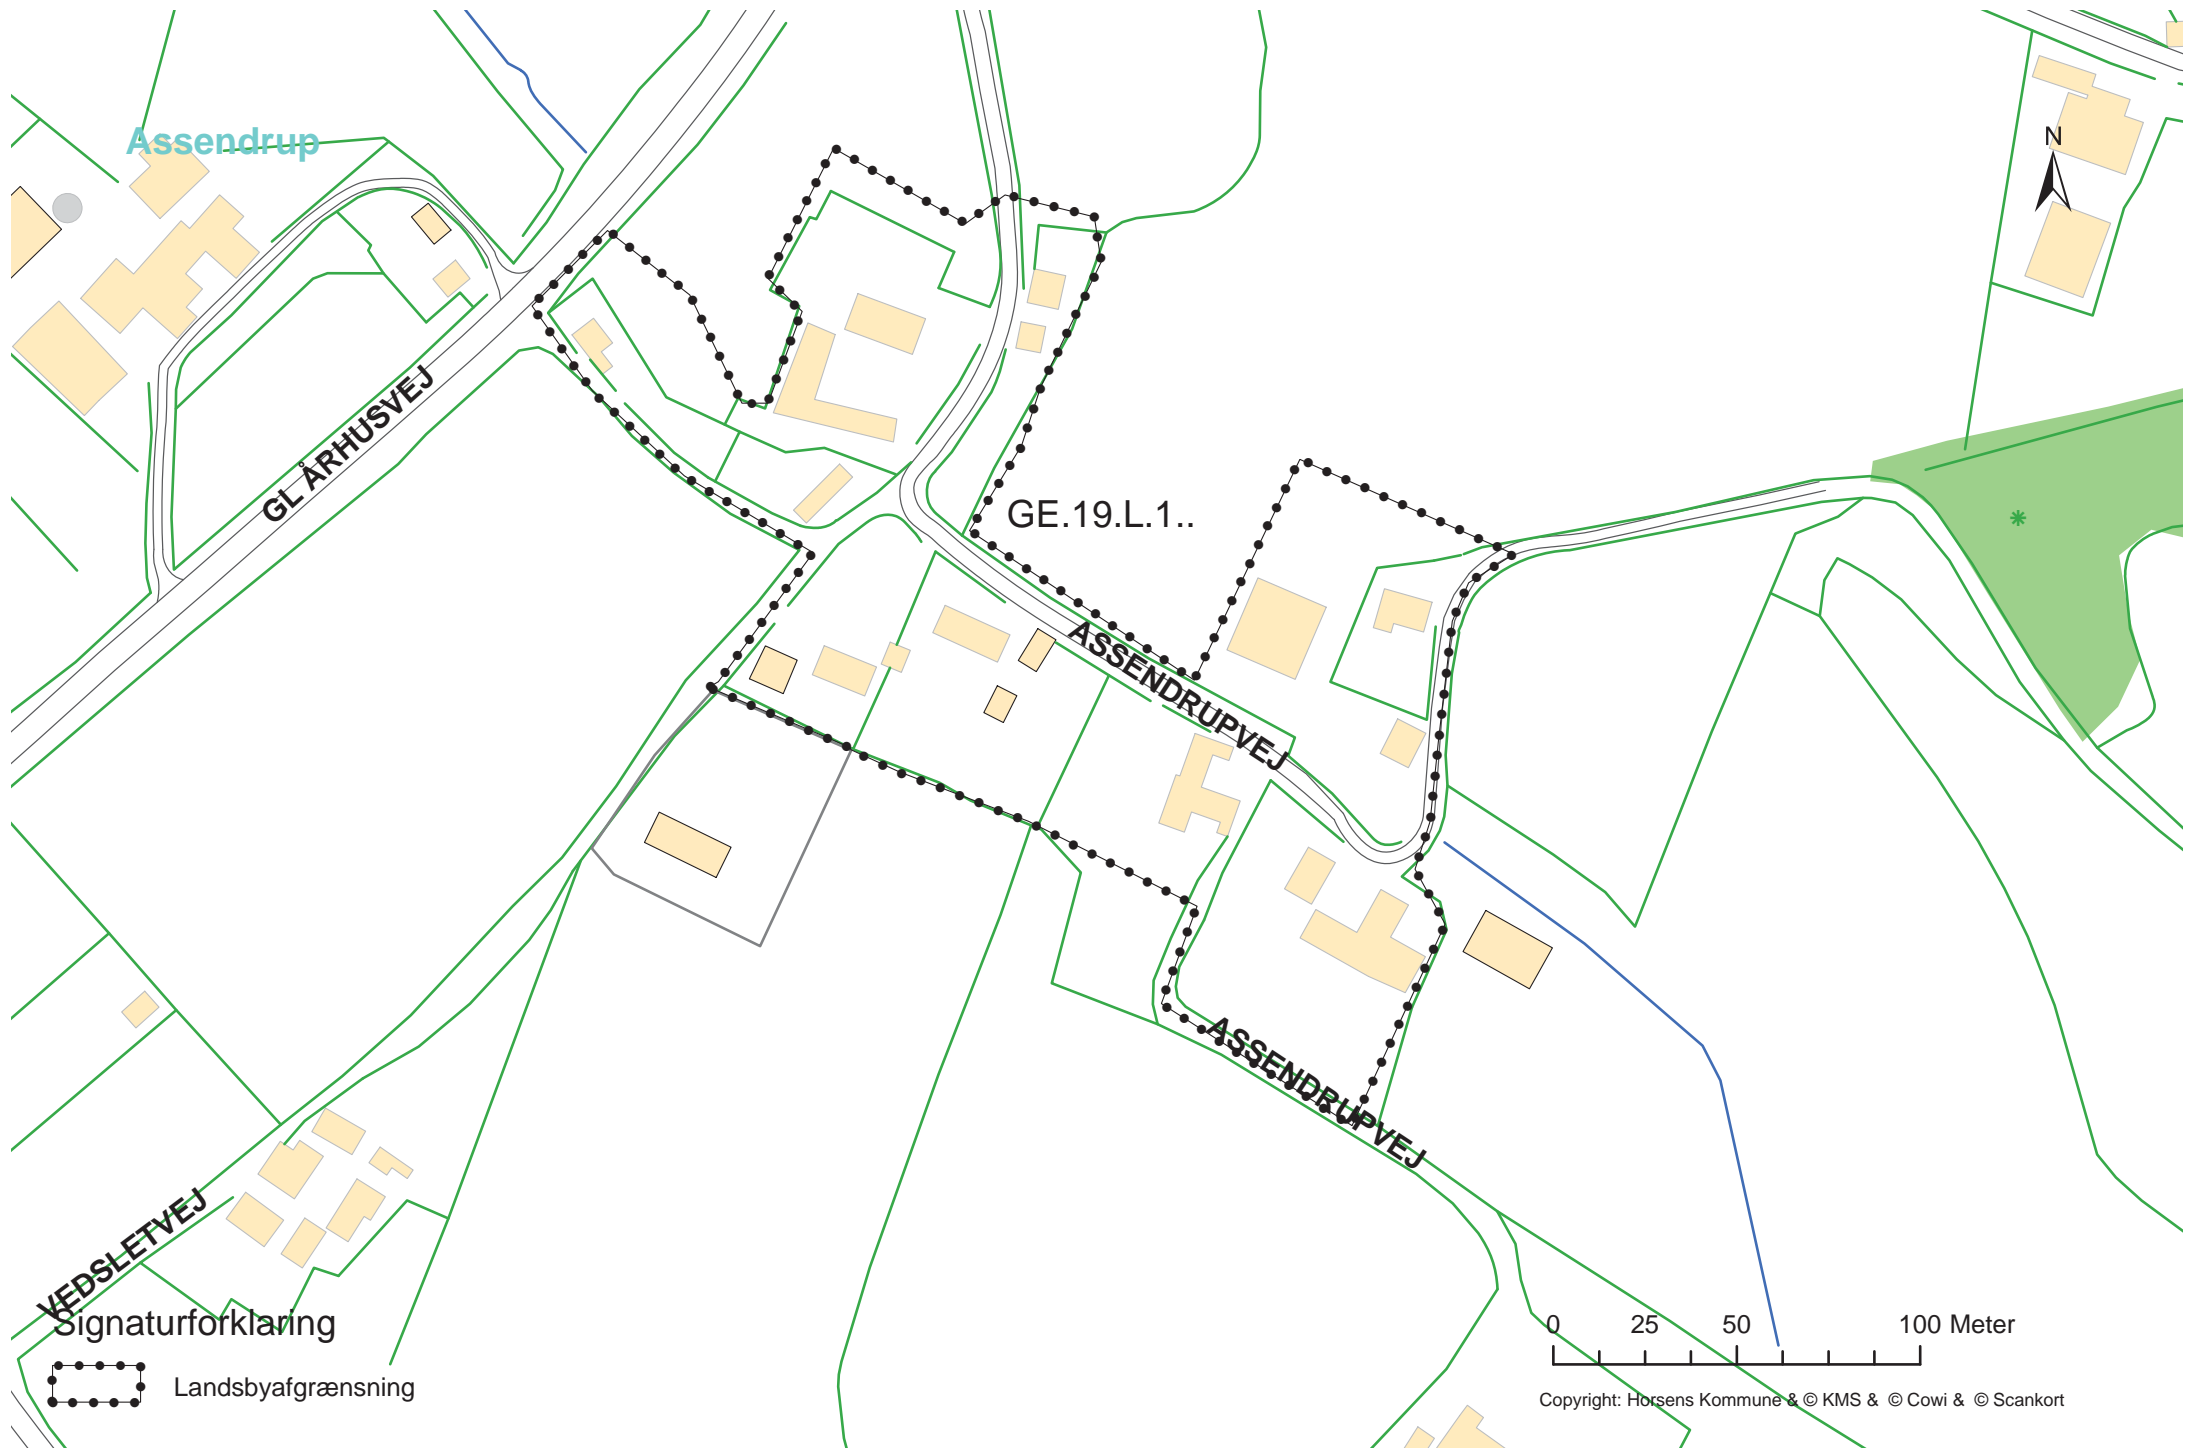 Assendrup
N
GL ÅRHUSVEJ
GE.19.L.1..
ASSENDRUPVEJ
ASSENDRUPVEJ
VEDSLETVEJ
Signaturforklaring
Landsbyafgrænsning
0 25 50 100 Meter
Copyright: Horsens Kommune & © KMS & © Cowi & © Scankort